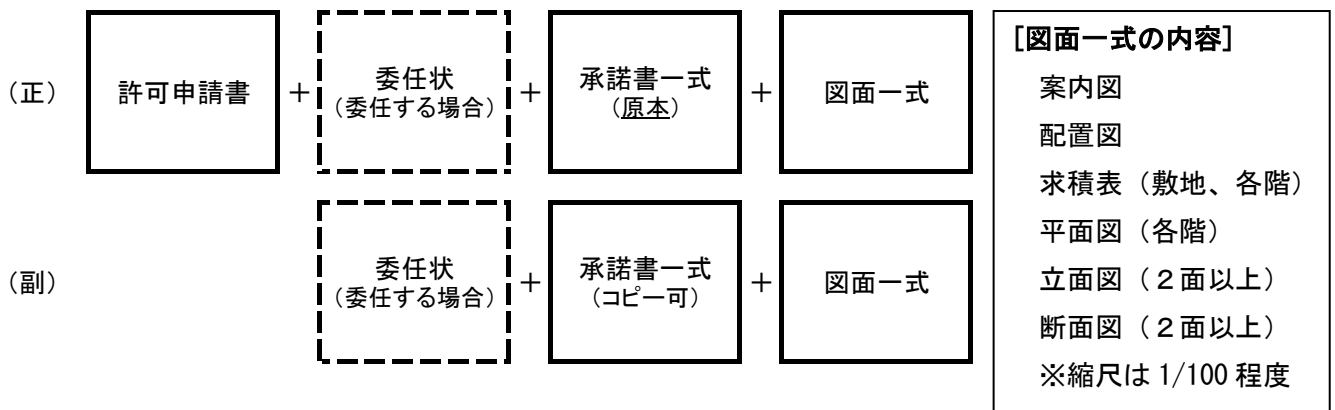 (正) 許可申請書 + 委任状 + 承諾書一式 + 図面一式
(委任する場合) (原本)
(副) 委任状 + 承諾書一式 + 図面一式
(委任する場合) (コピー可)
[図面一式の内容]
案内図
配置図
求積表（敷地、各階）
平面図（各階）
立面図（２面以上）
断面図（２面以上）
※縮尺は 1/100 程度